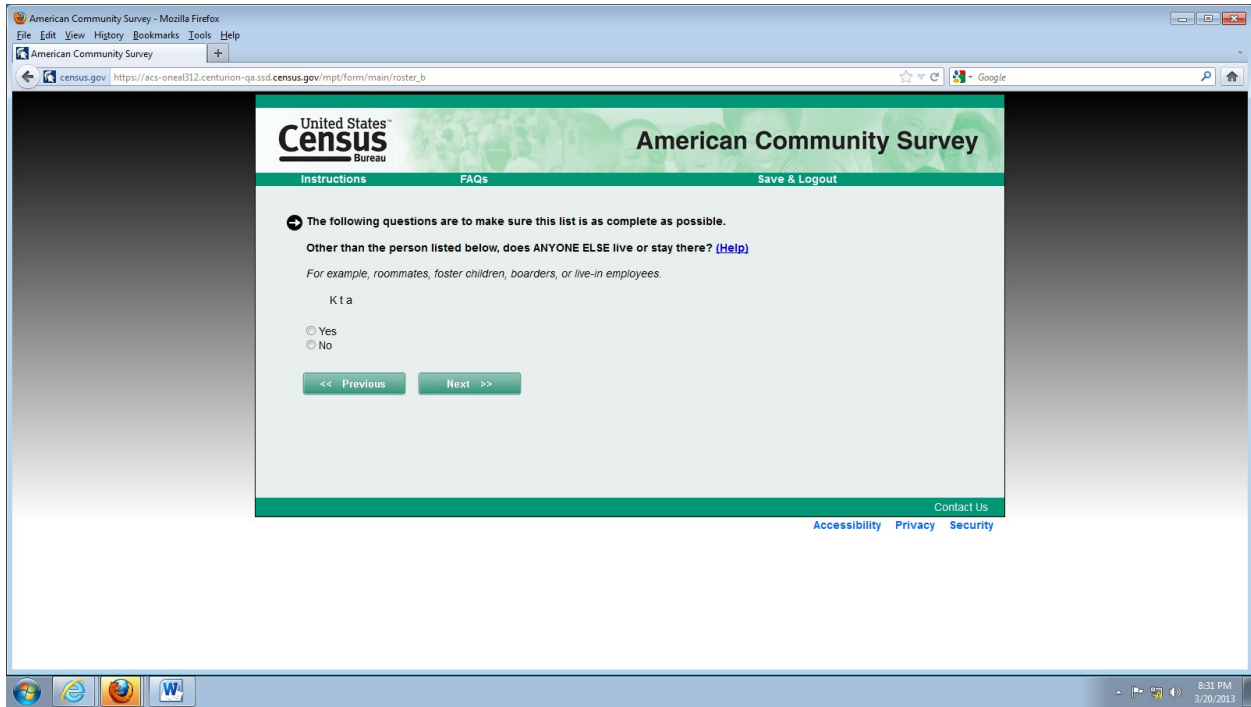 American Community Survey - Mozilla Firefox
File Edit View History Bookmarks Tools Help
American Community Survey +
census.gov https://acs-oneal312.centurion-qa.ssd.census.gov/mpt/form/main/roster_b Google
United States™
Census
Bureau
American Community Survey
Instructions FAQs Save & Logout
The following questions are to make sure this list is as complete as possible.
Other than the person listed below, does ANYONE ELSE live or stay there? (Help)
For example, roommates, foster children, boarders, or live-in employees.
K t a
Yes
No
<< Previous Next >>
Contact Us
Accessibility Privacy Security
8:31 PM
3/20/2013